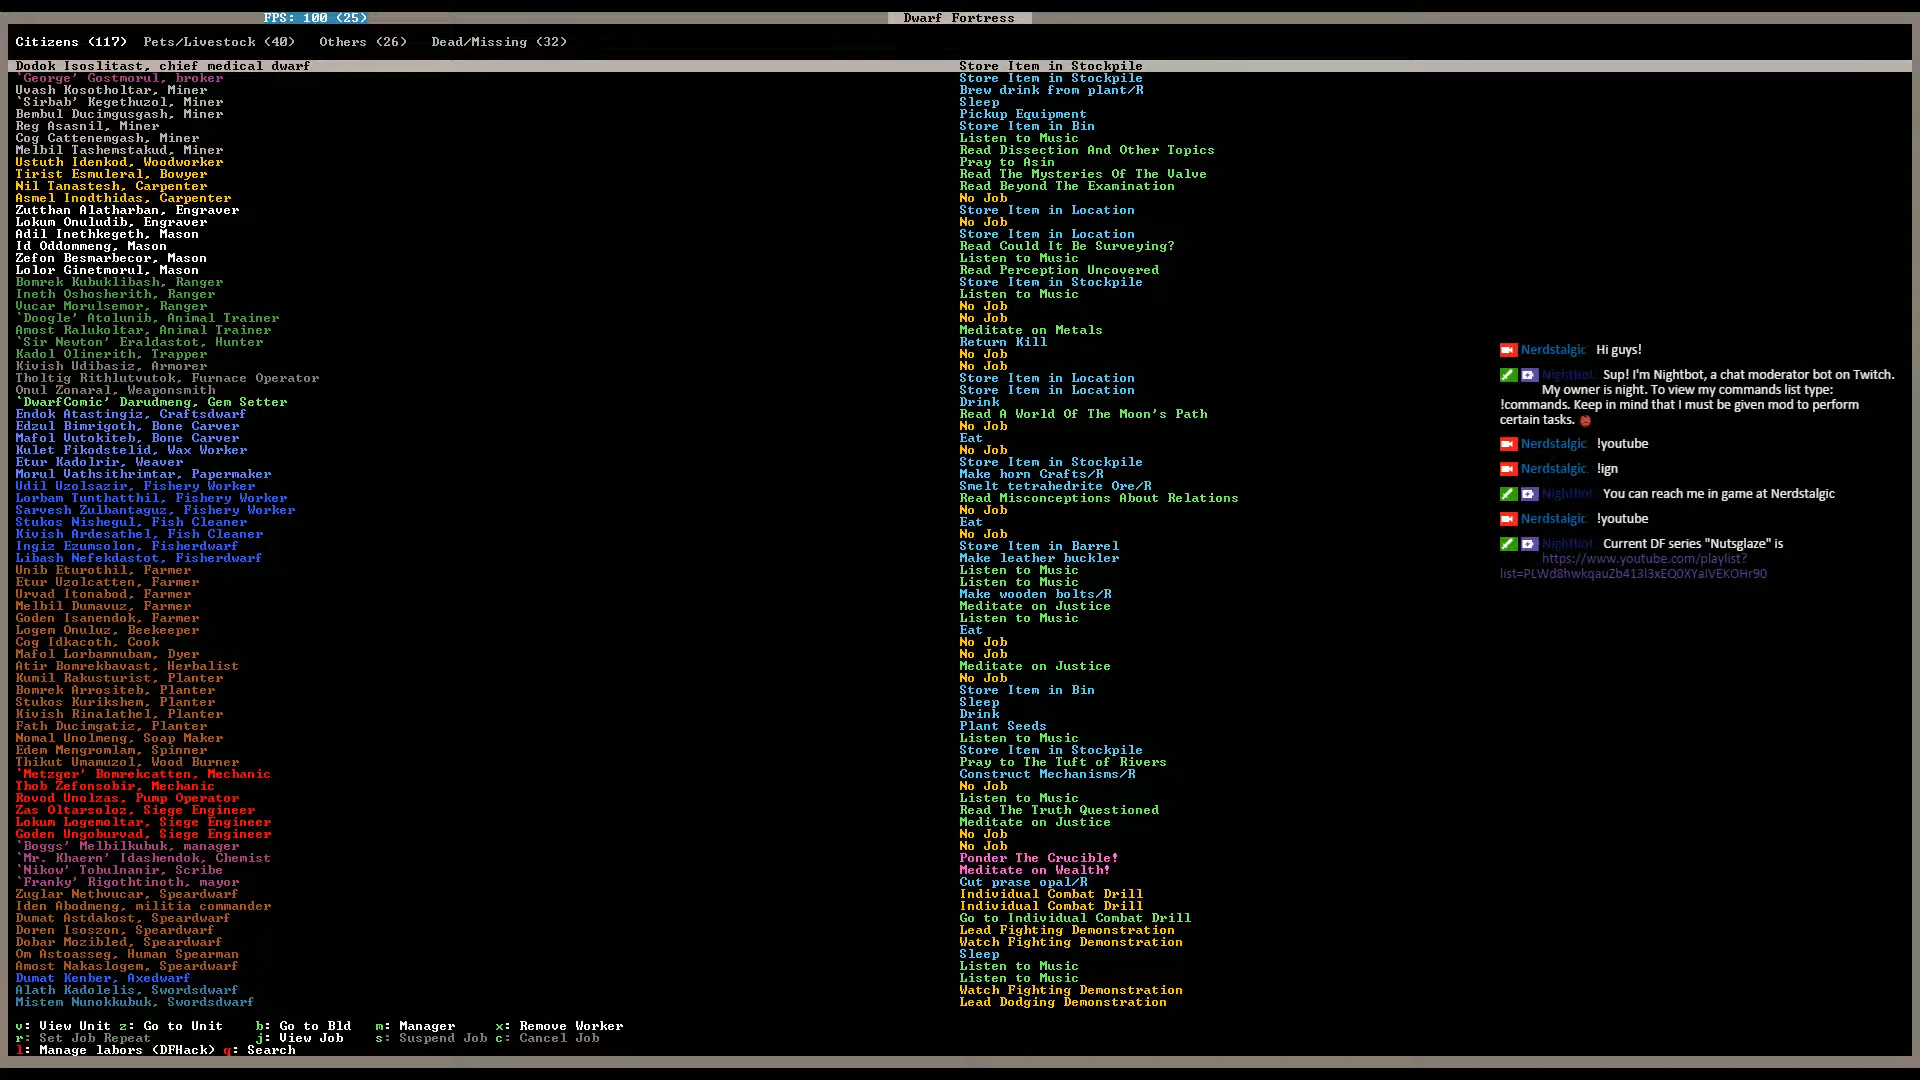 FPS: 100 (25) Dwarf Fortress
Citizens (117) Pets/Livestock (40) Others (26) Dead/Missing (32)
Dodok Isoslitast, chief medical dwarf Store Item in Stockpile
`George' Gostmorul, broker Store Item in Stockpile
Uvash Kosotholtar, Miner Brew drink from plant/R
`Sirbab' Kegethuzol, Miner Sleep
Bembul Ducimgusgash, Miner Pickup Equipment
Reg Asasnil, Miner Store Item in Bin
Cog Cattenemgash, Miner Listen to Music
Melbil Tashemstakud, Miner Read Dissection And Other Topics
Ustuth Idenkod, Woodworker Pray to Asin
Tirist Esmuleral, Bowyer Read The Mysteries Of The Valve
Nil Tanastesh, Carpenter Read Beyond The Examination
Asmel Inodthidas, Carpenter No Job
Zutthan Alatharban, Engraver Store Item in Location
Lokum Onuludib, Engraver No Job
Adil Inethkegeth, Mason Store Item in Location
Id Oddommeng, Mason Read Could It Be Surveying?
Zefon Besmarbecor, Mason Listen to Music
Lolor Ginetmorul, Mason Read Perception Uncovered
Bomrek Kubuklibash, Ranger Store Item in Stockpile
Ineth Oshosherith, Ranger Listen to Music
Vucar Morulsemor, Ranger No Job
`Doogle' Atolunib, Animal Trainer No Job
Amost Ralukoltar, Animal Trainer Meditate on Metals
`Sir Newton' Eraldastot, Hunter Return Kill
Kadol Olinerith, Trapper No Job
Kivish Udibasiz, Armorer No Job
Tholtig Rithlutvutok, Furnace Operator Store Item in Location
Onul Zonaral, Weaponsmith Store Item in Location
`DwarfComic' Darudmeng, Gem Setter Drink
Endok Atastingiz, Craftsdwarf Read A World Of The Moon's Path
Edzul Bimrigoth, Bone Carver No Job
Mafol Vutokiteb, Bone Carver Eat
Kulet Fikodstelid, Wax Worker No Job
Etur Kadolrir, Weaver Store Item in Stockpile
Morul Vathsithrimtar, Papermaker Make horn Crafts/R
Udil Uzolsazir, Fishery Worker Smelt tetrahedrite Ore/R
Lorbam Tunthatthil, Fishery Worker Read Misconceptions About Relations
Sarvesh Zulbantaguz, Fishery Worker No Job
Stukos Nishegul, Fish Cleaner Eat
Kivish Ardesathel, Fish Cleaner No Job
Ingiz Ezumsolon, Fisherdwarf Store Item in Barrel
Libash Nefekdastot, Fisherdwarf Make leather buckler
Unib Eturothil, Farmer Listen to Music
Etur Uzolcatten, Farmer Listen to Music
Urvad Itonabod, Farmer Make wooden bolts/R
Melbil Dumavuz, Farmer Meditate on Justice
Goden Isanendok, Farmer Listen to Music
Logem Onuluz, Beekeeper Eat
Cog Idkacoth, Cook No Job
Mafol Lorbamnubam, Dyer No Job
Atir Bomrekbavast, Herbalist Meditate on Justice
Kumil Rakusturist, Planter No Job
Bomrek Arrositeb, Planter Store Item in Bin
Stukos Kurikshem, Planter Sleep
Kivish Rinalathel, Planter Drink
Fath Ducimgatiz, Planter Plant Seeds
Nomal Unolmeng, Soap Maker Listen to Music
Edem Mengromlam, Spinner Store Item in Stockpile
Thikut Umamuzol, Wood Burner Pray to The Tuft of Rivers
`Metzger' Bomrekcatten, Mechanic Construct Mechanisms/R
Thob Zefonsobir, Mechanic No Job
Rovod Unolzas, Pump Operator Listen to Music
Zas Oltarsoloz, Siege Engineer Read The Truth Questioned
Lokum Logemoltar, Siege Engineer Meditate on Justice
Goden Ungoburvad, Siege Engineer No Job
`Boggs' Melbilkubuk, manager No Job
`Mr. Khaern' Idashendok, Chemist Ponder The Crucible!
`Nikow' Tobulnanir, Scribe Meditate on Wealth!
`Franky' Rigothtinoth, mayor Cut prase opal/R
Zuglar Nethvucar, Speardwarf Individual Combat Drill
Iden Abodmeng, militia commander Individual Combat Drill
Dumat Astdakost, Speardwarf Go to Individual Combat Drill
Doren Isoszon, Speardwarf Lead Fighting Demonstration
Dobar Mozibled, Speardwarf Watch Fighting Demonstration
Om Astoasseg, Human Spearman Sleep
Amost Nakaslogem, Speardwarf Listen to Music
Dumat Kenber, Axedwarf Listen to Music
Alath Kadolelis, Swordsdwarf Watch Fighting Demonstration
Mistem Nunokkubuk, Swordsdwarf Lead Dodging Demonstration
v: View Unit z: Go to Unit b: Go to Bld m: Manager x: Remove Worker
r: Set Job Repeat j: View Job s: Suspend Job c: Cancel Job
l: Manage labors (DFHack) q: Search
Nerdstalgic Hi guys!
Nightbot Sup! I'm Nightbot, a chat moderator bot on Twitch.
My owner is night. To view my commands list type:
!commands. Keep in mind that I must be given mod to perform
certain tasks.
Nerdstalgic !youtube
Nerdstalgic !ign
Nightbot You can reach me in game at Nerdstalgic
Nerdstalgic !youtube
Nightbot Current DF series "Nutsglaze" is
https://www.youtube.com/playlist?
list=PLWd8hwkqauZb413l3xEQ0XYaIVEKOHr90